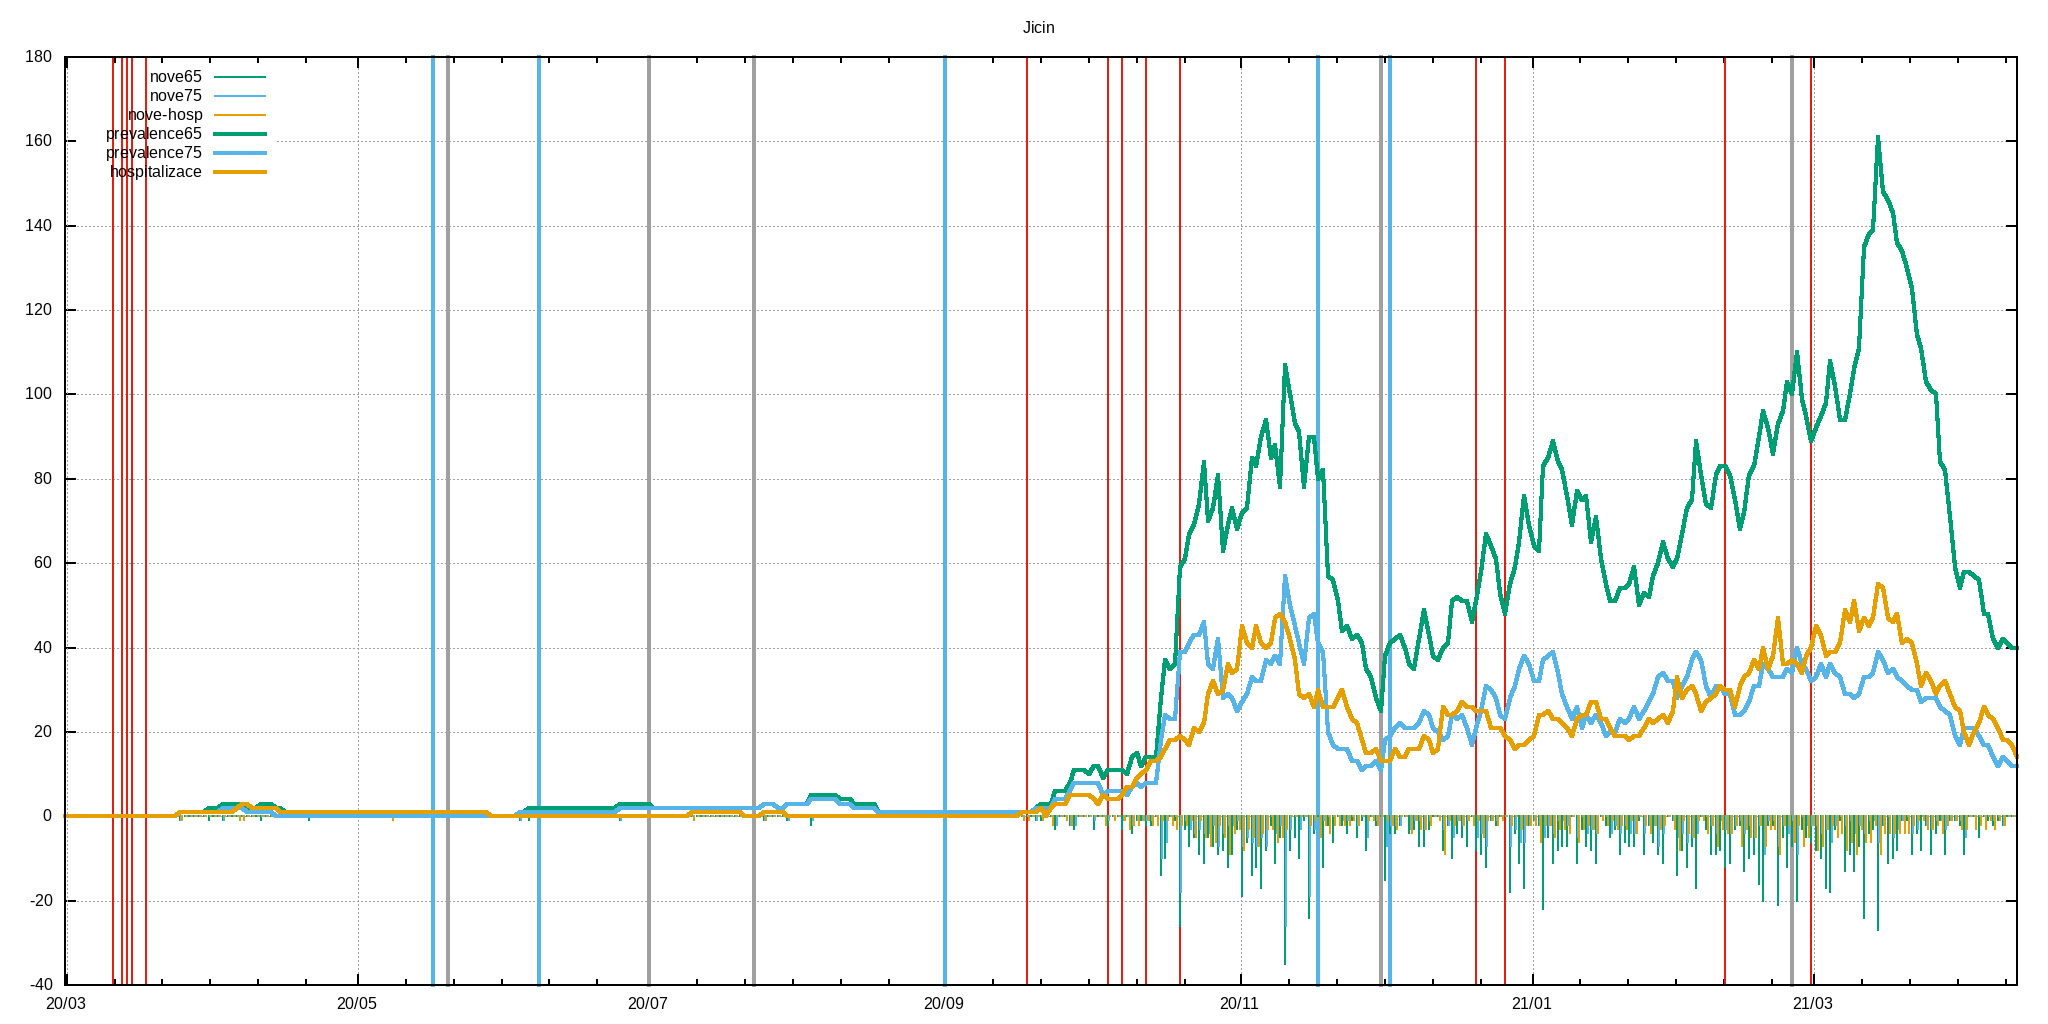 Jicin
180
160
140
120
100
80
60
40
20
0
-20
-40
nove65
nove75
nove-hosp
prevalence65
prevalence75
hospitalizace
20/03 20/05 20/07 20/09 20/11 21/01 21/03